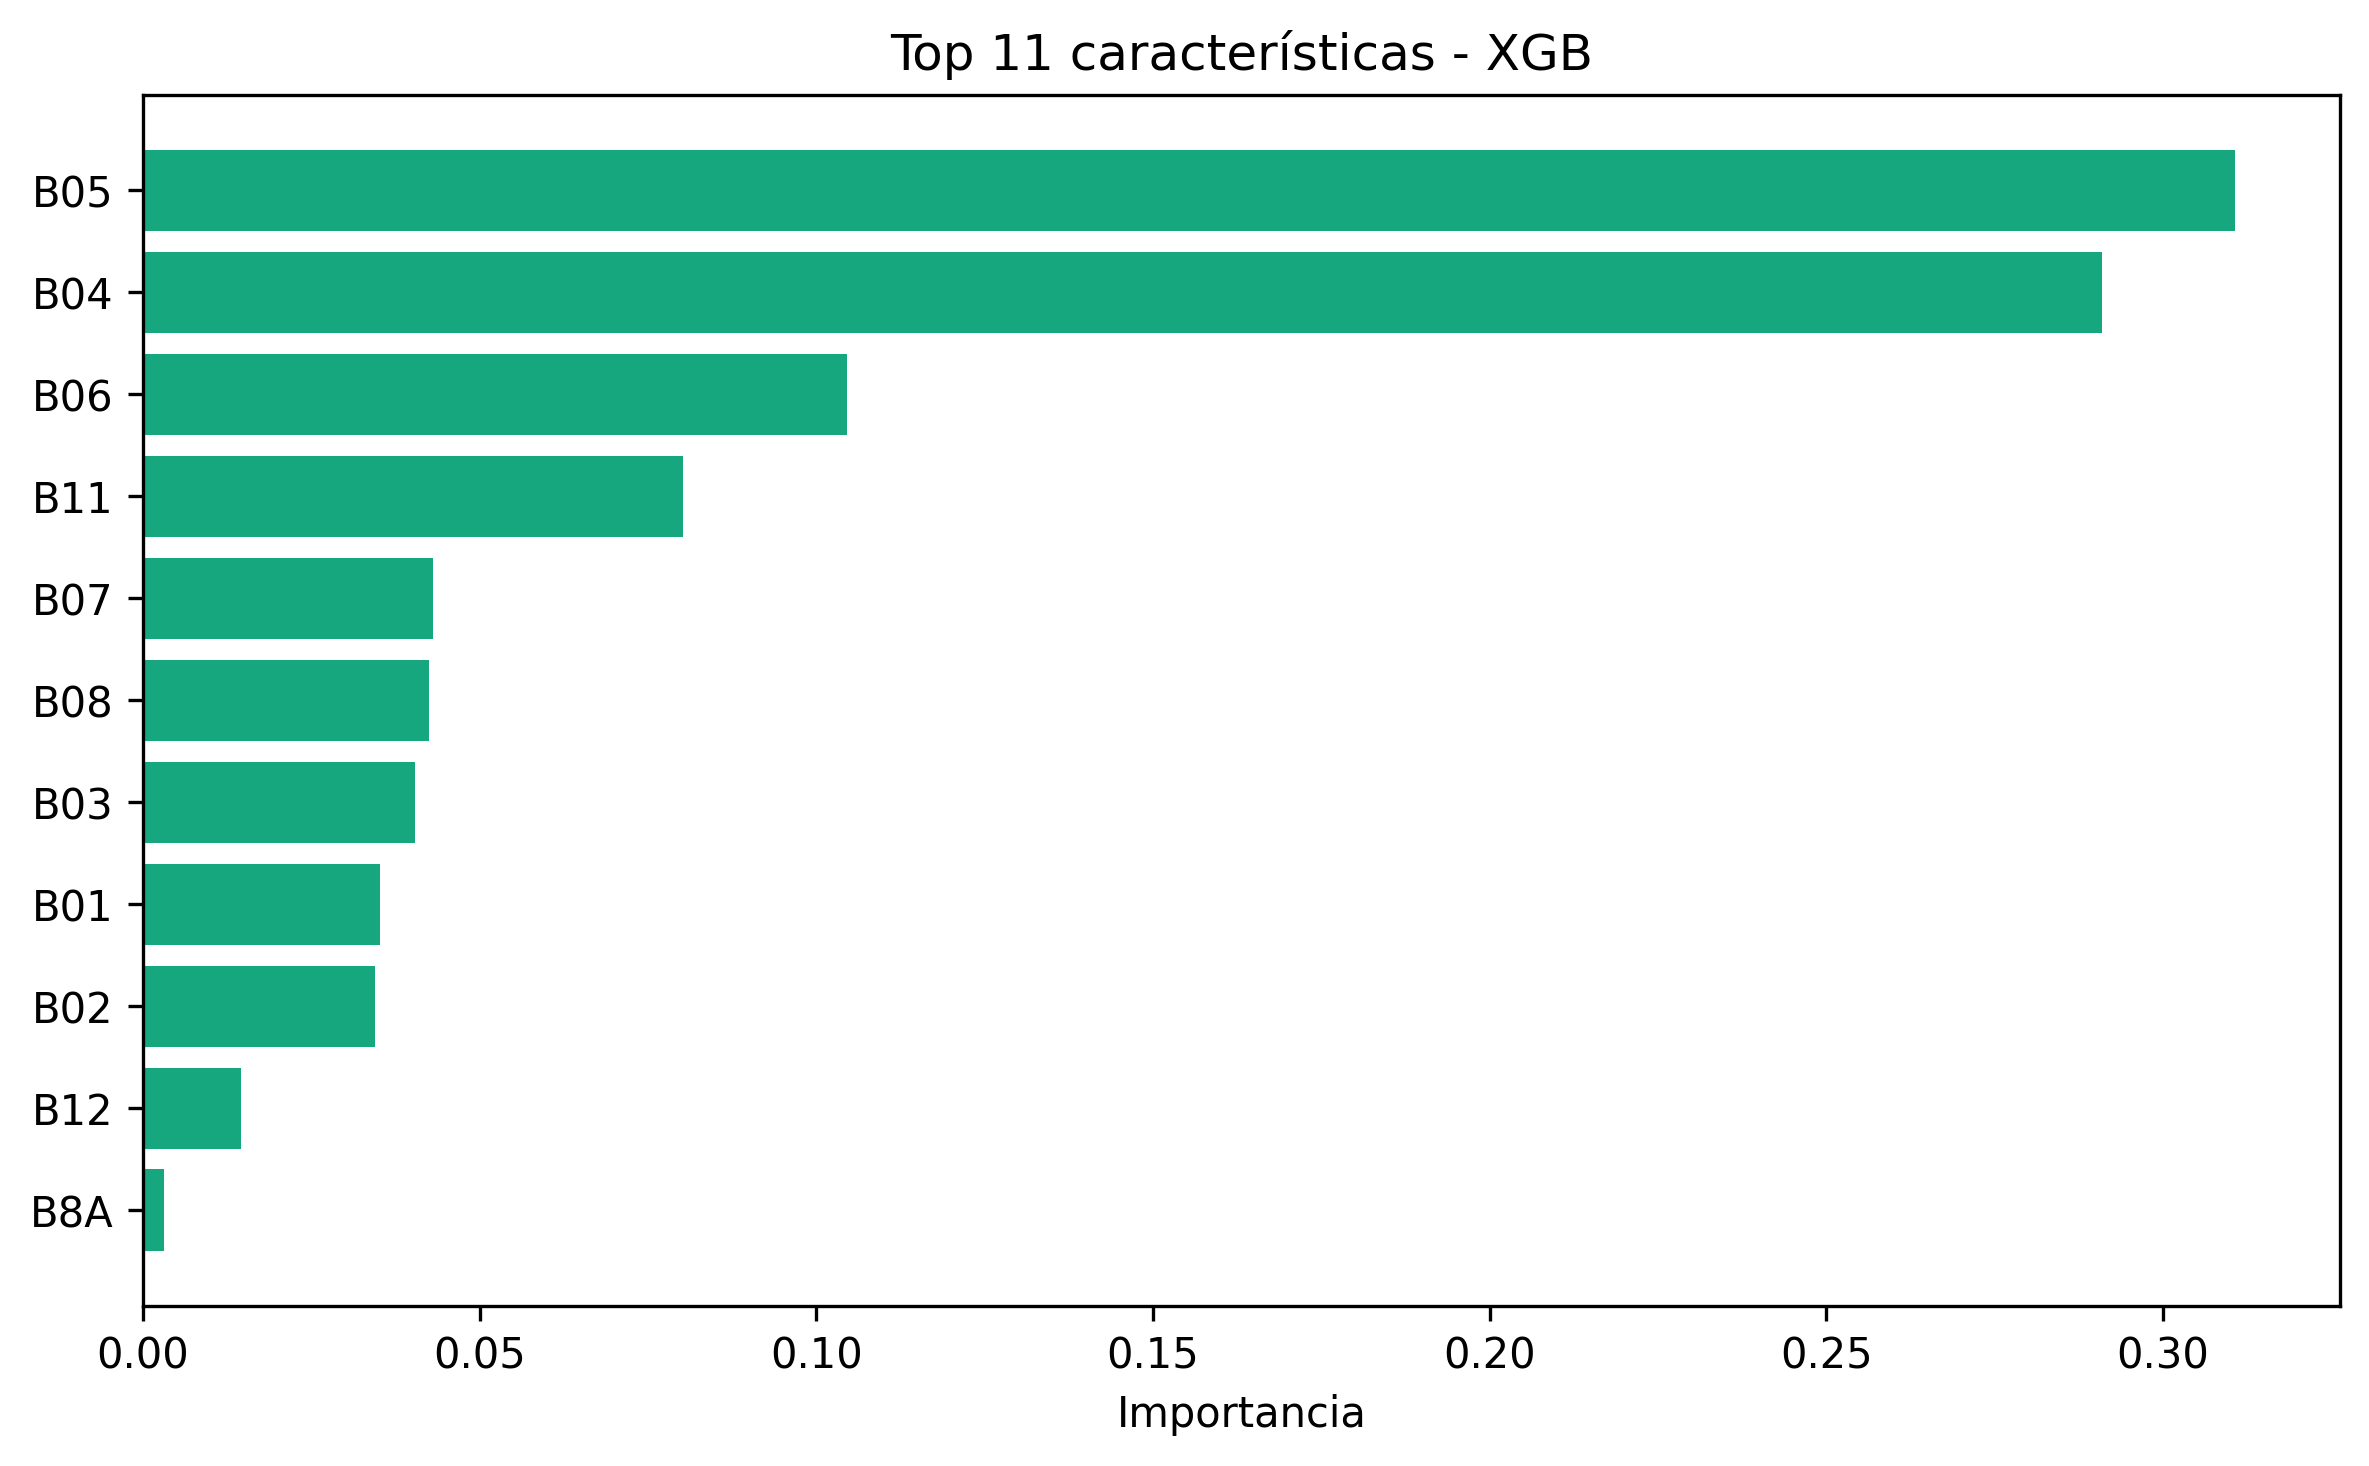 Top 11 características - XGB
B05
B04
B06
B11
B07
B08
B03
B01
B02
B12
B8A
0.00 0.05 0.10 0.15 0.20 0.25 0.30
Importancia